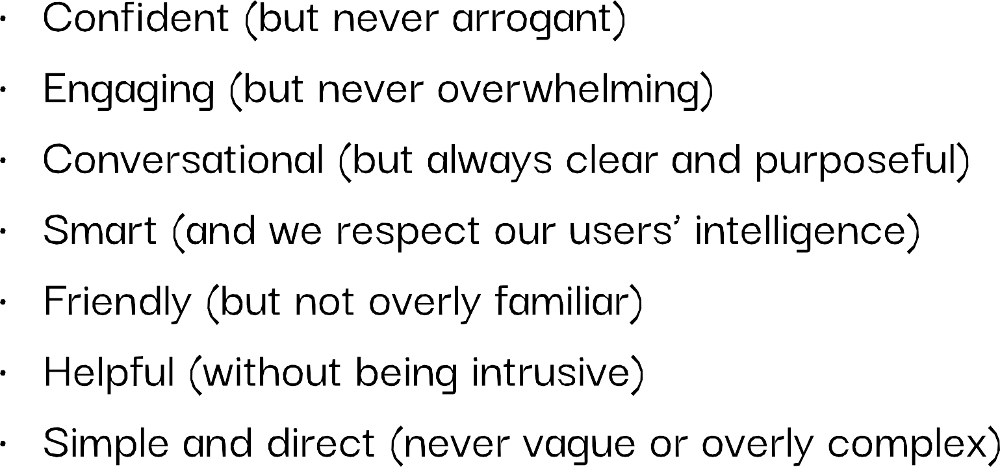 · Confident (but never arrogant)
· Engaging (but never overwhelming)
· Conversational (but always clear and purposeful)
· Smart (and we respect our users’ intelligence)
· Friendly (but not overly familiar)
· Helpful (without being intrusive)
· Simple and direct (never vague or overly complex)